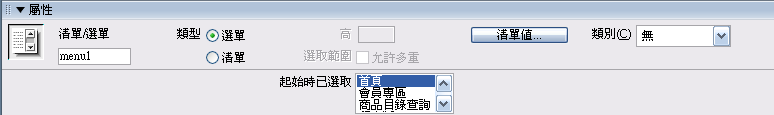 屬性
清單/選單 類型 選單 高 清單值... 類別(C) 無
menu1 清單 選取範圍 允許多重
起始時已選取 首頁
會員專區
商品目錄查詢